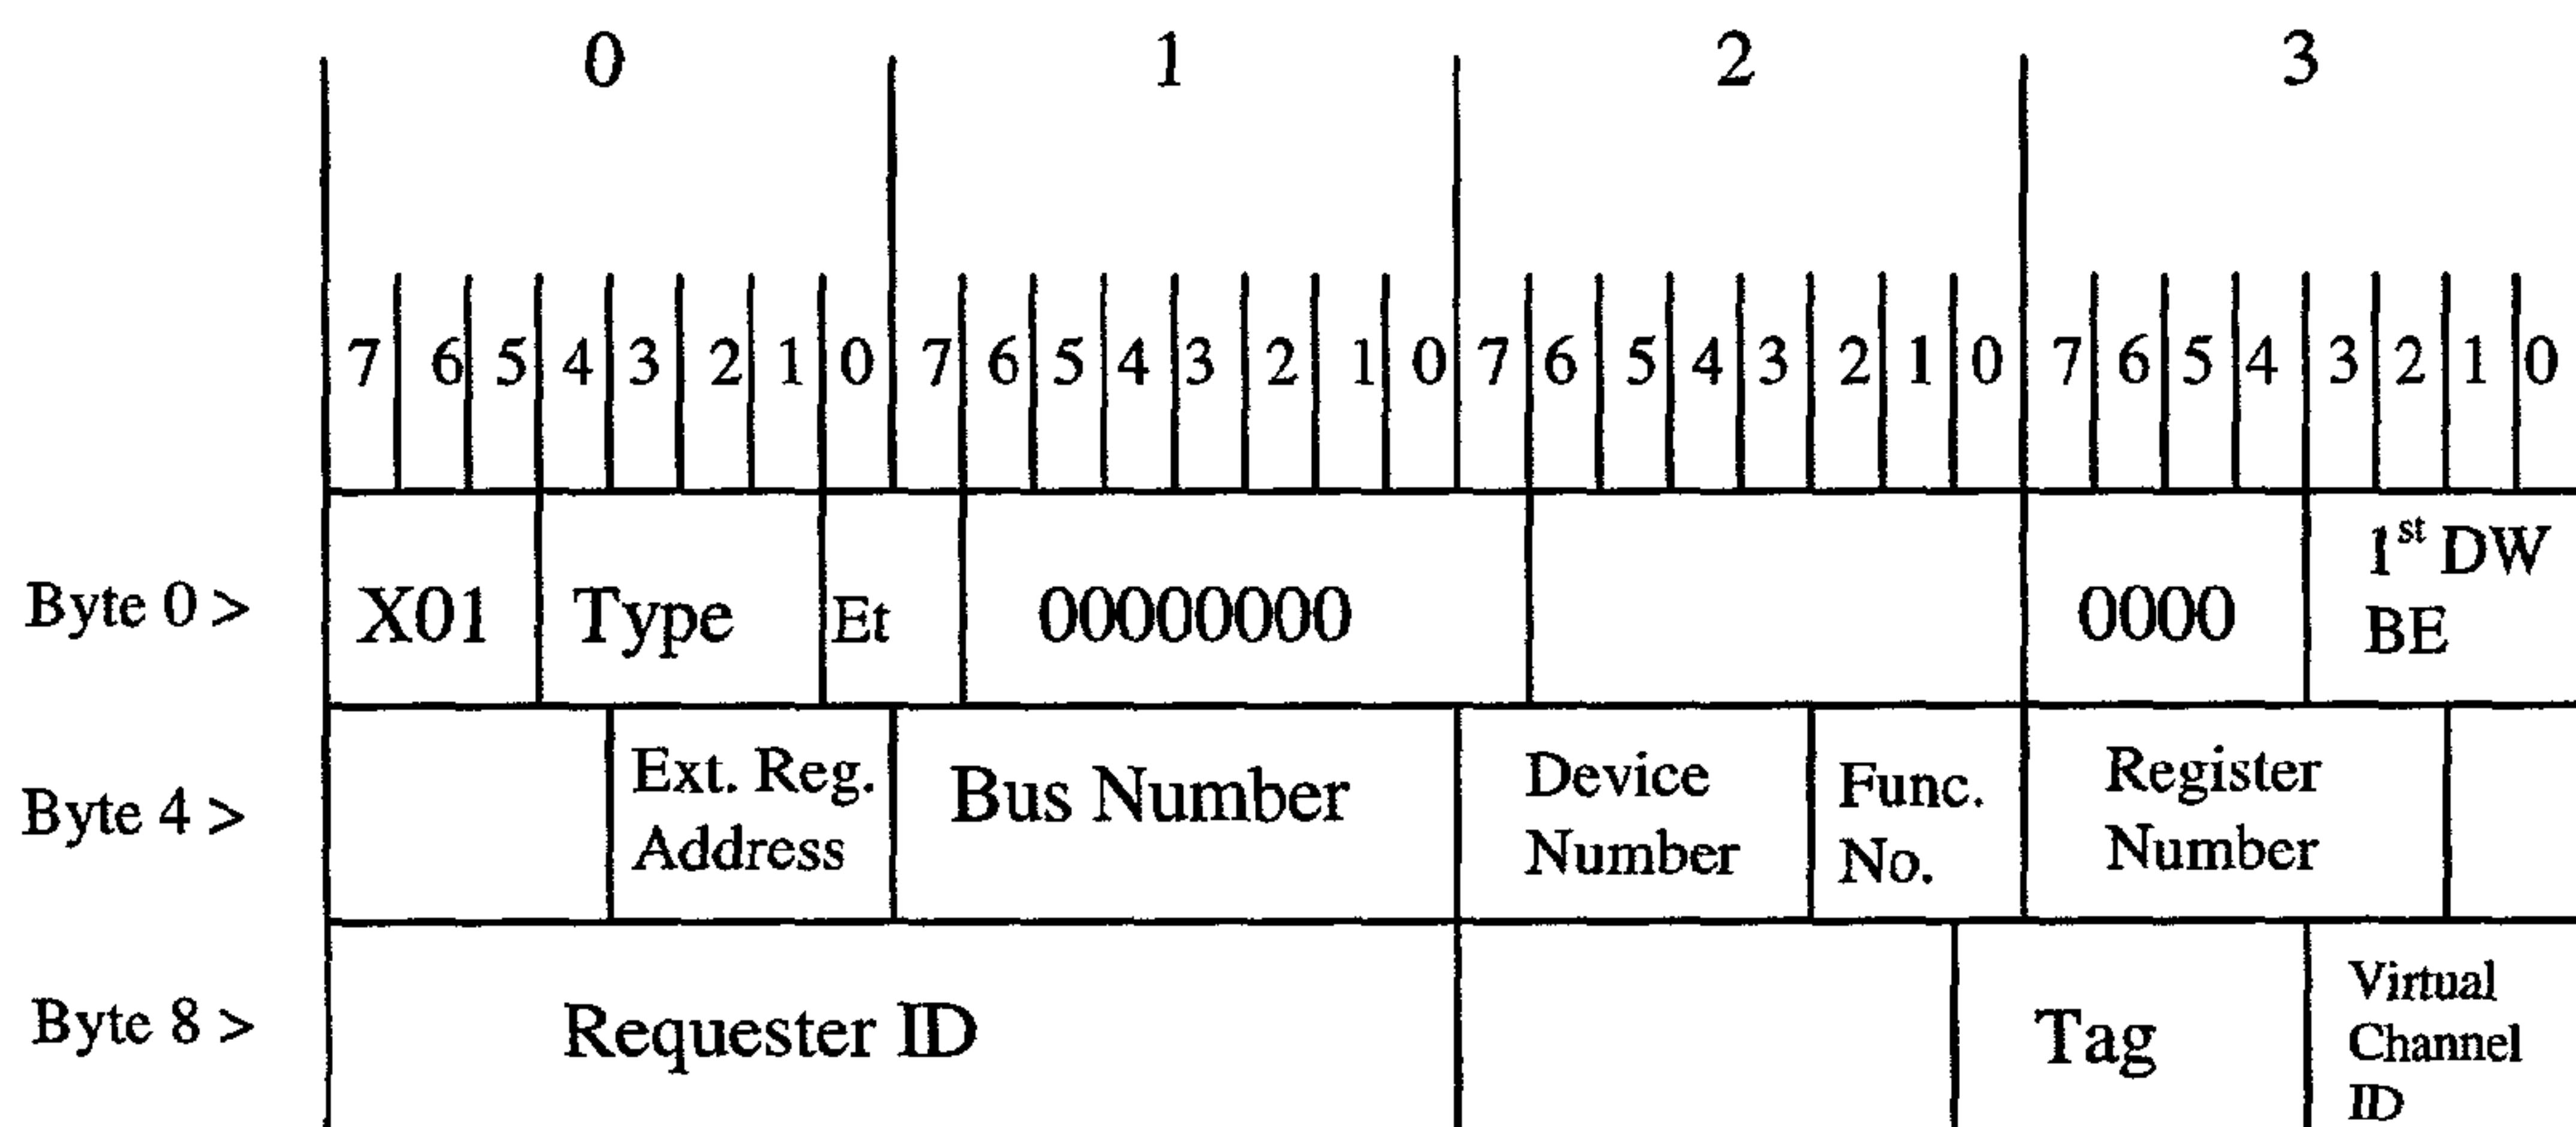 0 1 2 3
7 6 5 4 3 2 1 0 7 6 5 4 3 2 1 0 7 6 5 4 3 2 1 0 7 6 5 4 3 2 1 0
Byte 0 > X01 Type Et 00000000 0000 1st DW
BE
Byte 4 > Ext. Reg.
Address
Bus Number
Device
Number
Func.
No.
Register
Number
Byte 8 > Requester ID Tag
Virtual
Channel
ID